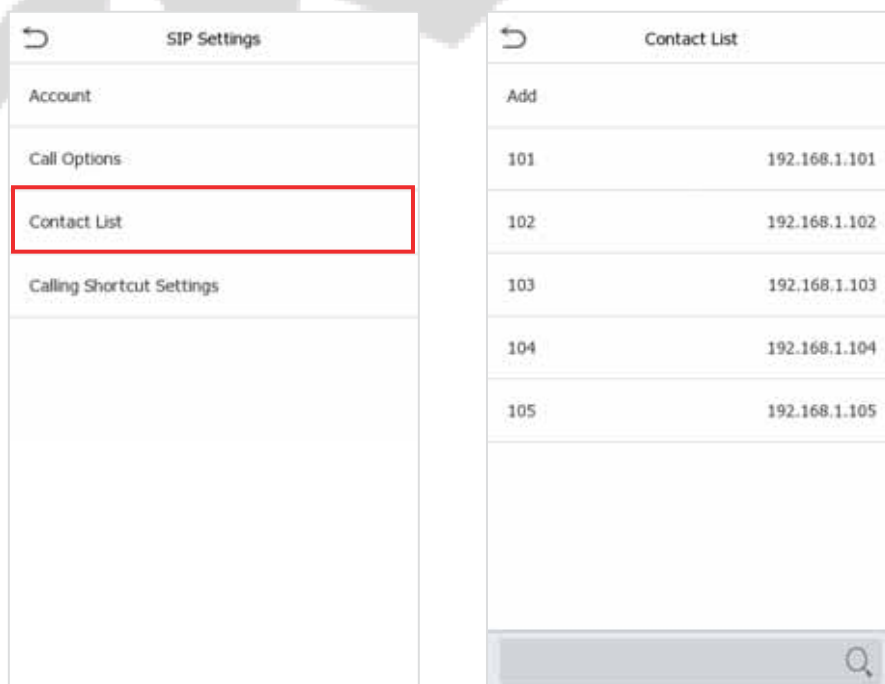 SIP Settings
Account
Call Options
Contact List
Calling Shortcut Settings
Contact List
Add
101 192.168.1.101
102 192.168.1.102
103 192.168.1.103
104 192.168.1.104
105 192.168.1.105